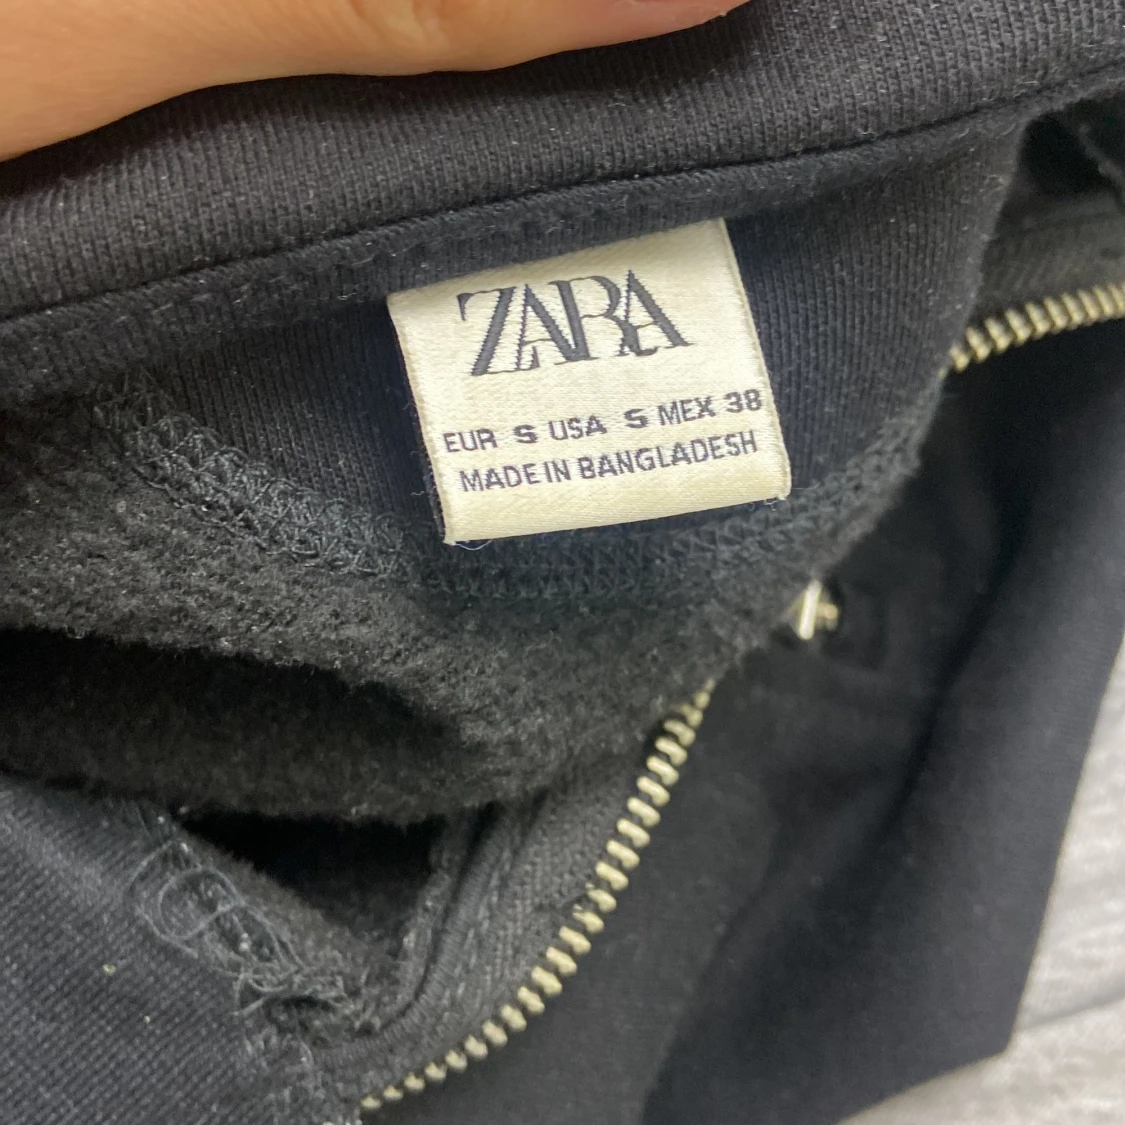 ZARA
EUR S USA S MEX 38
MADE IN BANGLADESH